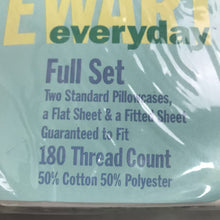 EWART
everyday
Full Set
Two Standard Pillowcases,
a Flat Sheet & a Fitted Sheet
Guaranteed to Fit
180 Thread Count
50% Cotton 50% Polyester